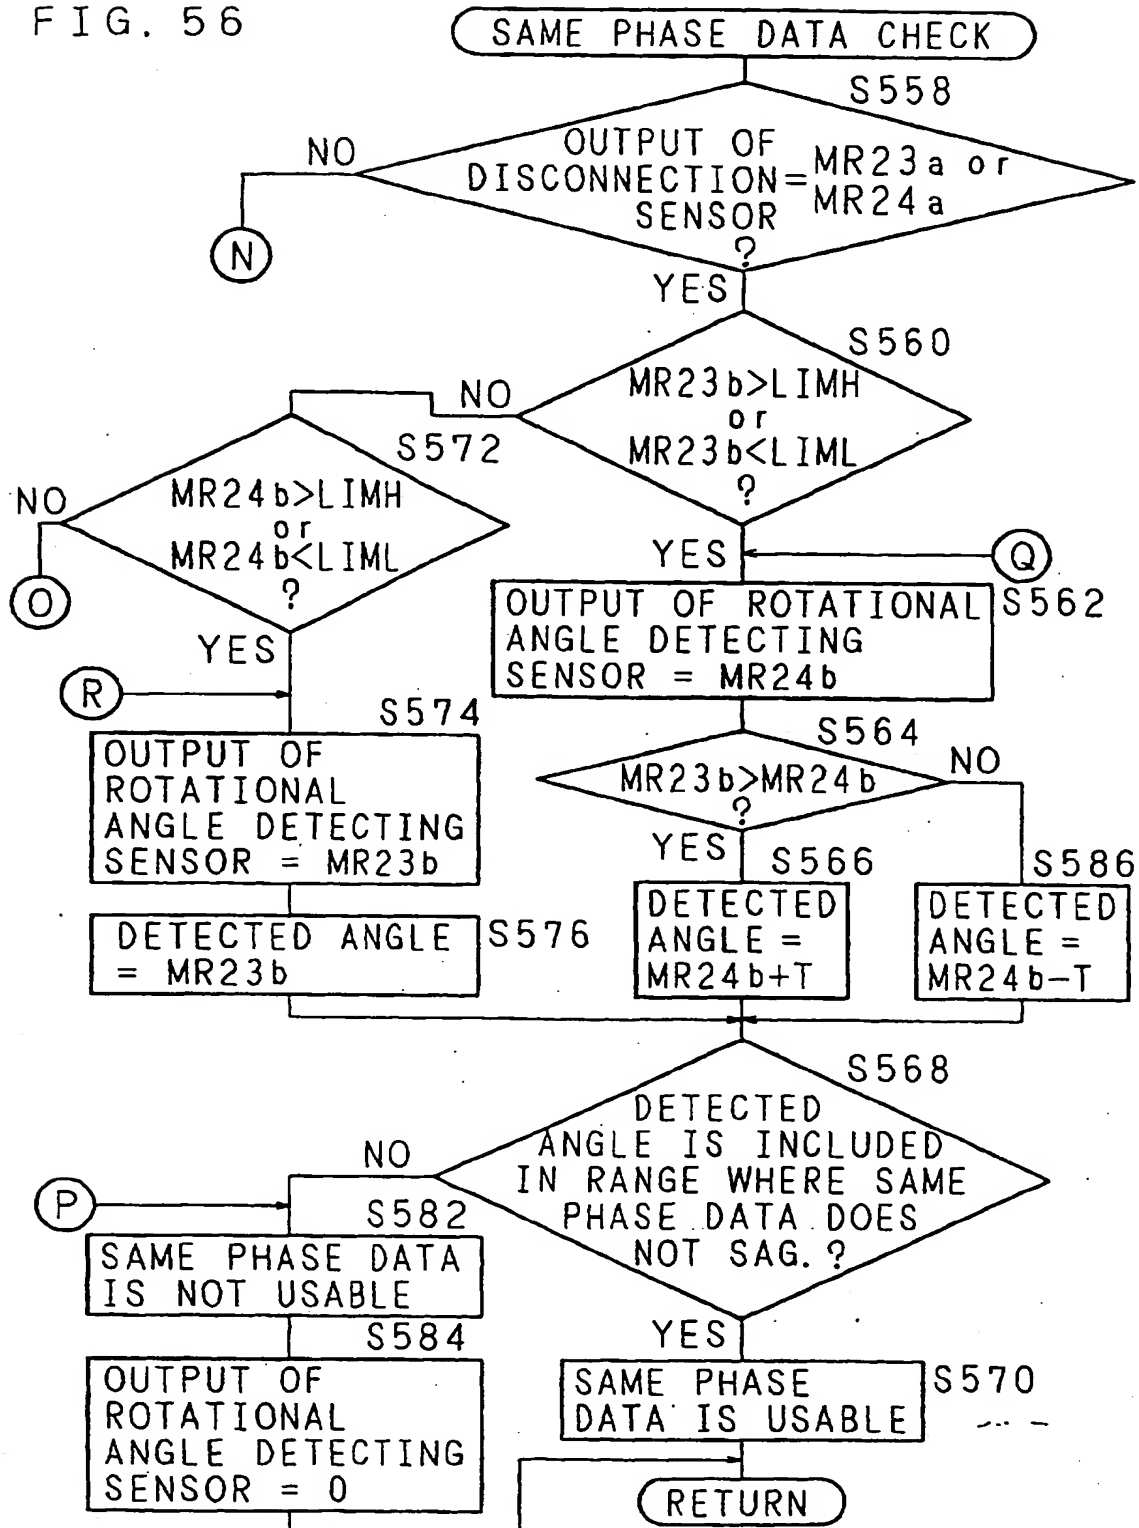 FIG. 56
SAME PHASE DATA CHECK
S558
OUTPUT OF
DISCONNECTION
SENSOR
= MR23a or
MR24a
?
NO
N
YES
S560
MR23b>LIMH
or
MR23b<LIML
?
NO
S572
MR24b>LIMH
or
MR24b<LIML
?
NO
O
YES
R
S574
OUTPUT OF
ROTATIONAL
ANGLE DETECTING
SENSOR = MR23b
DETECTED ANGLE
= MR23b
S576
YES
Q
OUTPUT OF ROTATIONAL
ANGLE DETECTING
SENSOR = MR24b
S562
S564
MR23b>MR24b
?
NO
YES
S566
DETECTED
ANGLE =
MR24b+T
S586
DETECTED
ANGLE =
MR24b-T
S568
DETECTED
ANGLE IS INCLUDED
IN RANGE WHERE SAME
PHASE DATA DOES
NOT SAG. ?
NO
P
S582
SAME PHASE DATA
IS NOT USABLE
S584
OUTPUT OF
ROTATIONAL
ANGLE DETECTING
SENSOR = 0
YES
SAME PHASE
DATA IS USABLE
S570
RETURN